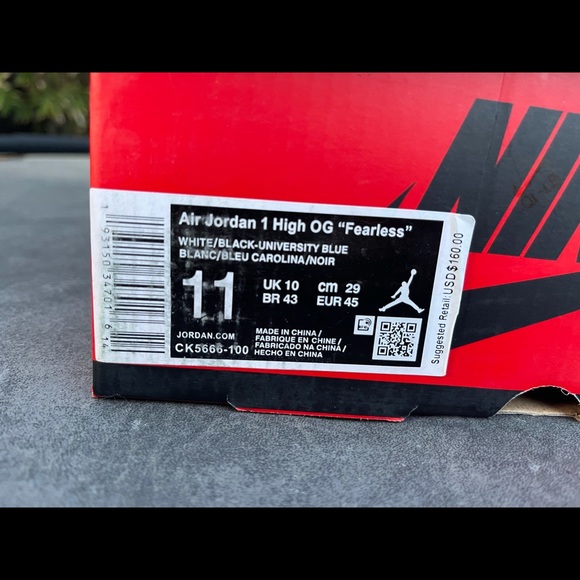 Air Jordan 1 High OG “Fearless”
WHITE/BLACK-UNIVERSITY BLUE
BLANC/BLEU CAROLINA/NOIR
11
UK 10
cm 29
BR 43
EUR 45
JORDAN.COM
CK5666-100
MADE IN CHINA/
FABRIQUE EN CHINE/
FABRICADO NA CHINA/
HECHO EN CHINA
Suggested Retail:USD$160.00
NIK